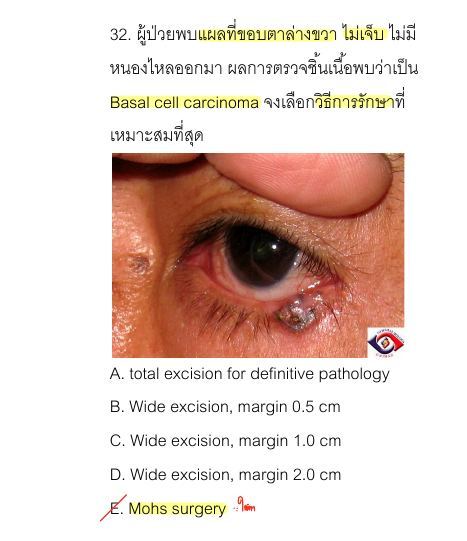 32. ผู้ป่วยพบแผลที่ขอบตาล่างขวา ไม่เจ็บ ไม่มี
หนองไหลออกมา ผลการตรวจชิ้นเนื้อพบว่าเป็น
Basal cell carcinoma จงเลือกวิธีการรักษาที่
เหมาะสมที่สุด
A. total excision for definitive pathology
B. Wide excision, margin 0.5 cm
C. Wide excision, margin 1.0 cm
D. Wide excision, margin 2.0 cm
E. Mohs surgery